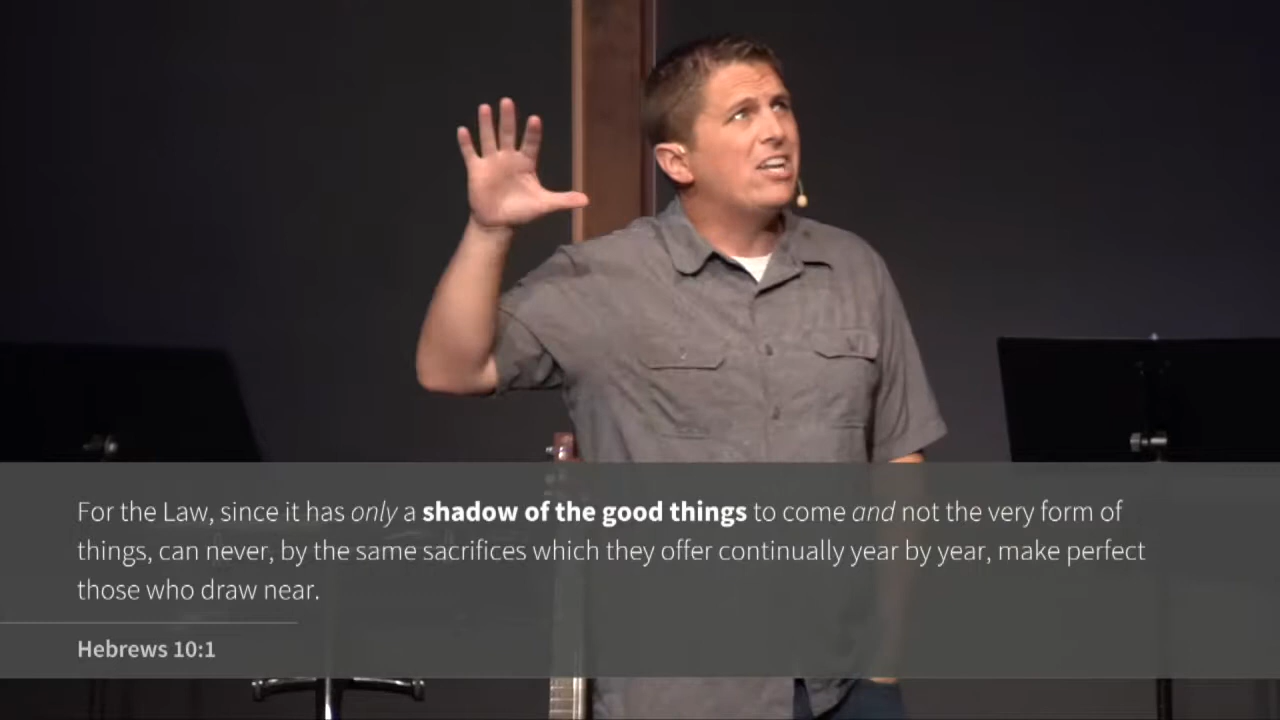 For the Law, since it has only a shadow of the good things to come and not the very form of
things, can never, by the same sacrifices which they offer continually year by year, make perfect
those who draw near.
Hebrews 10:1